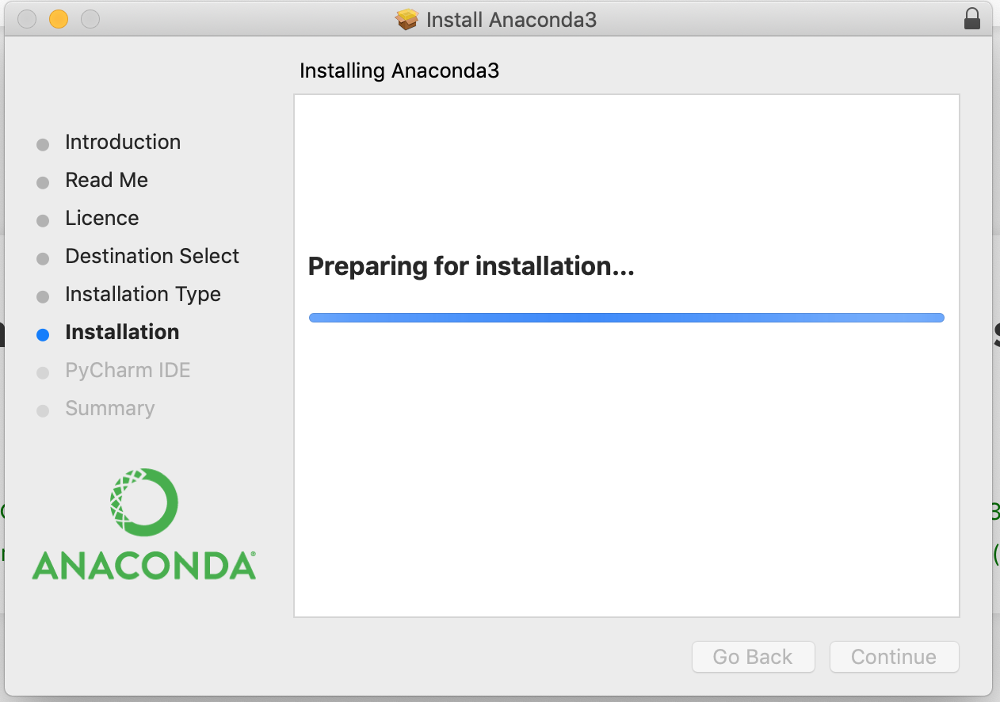 Install Anaconda3
Installing Anaconda3
Introduction
Read Me
Licence
Destination Select
Installation Type
Installation
PyCharm IDE
Summary
Preparing for installation...
ANACONDA®
Go Back
Continue
3
(